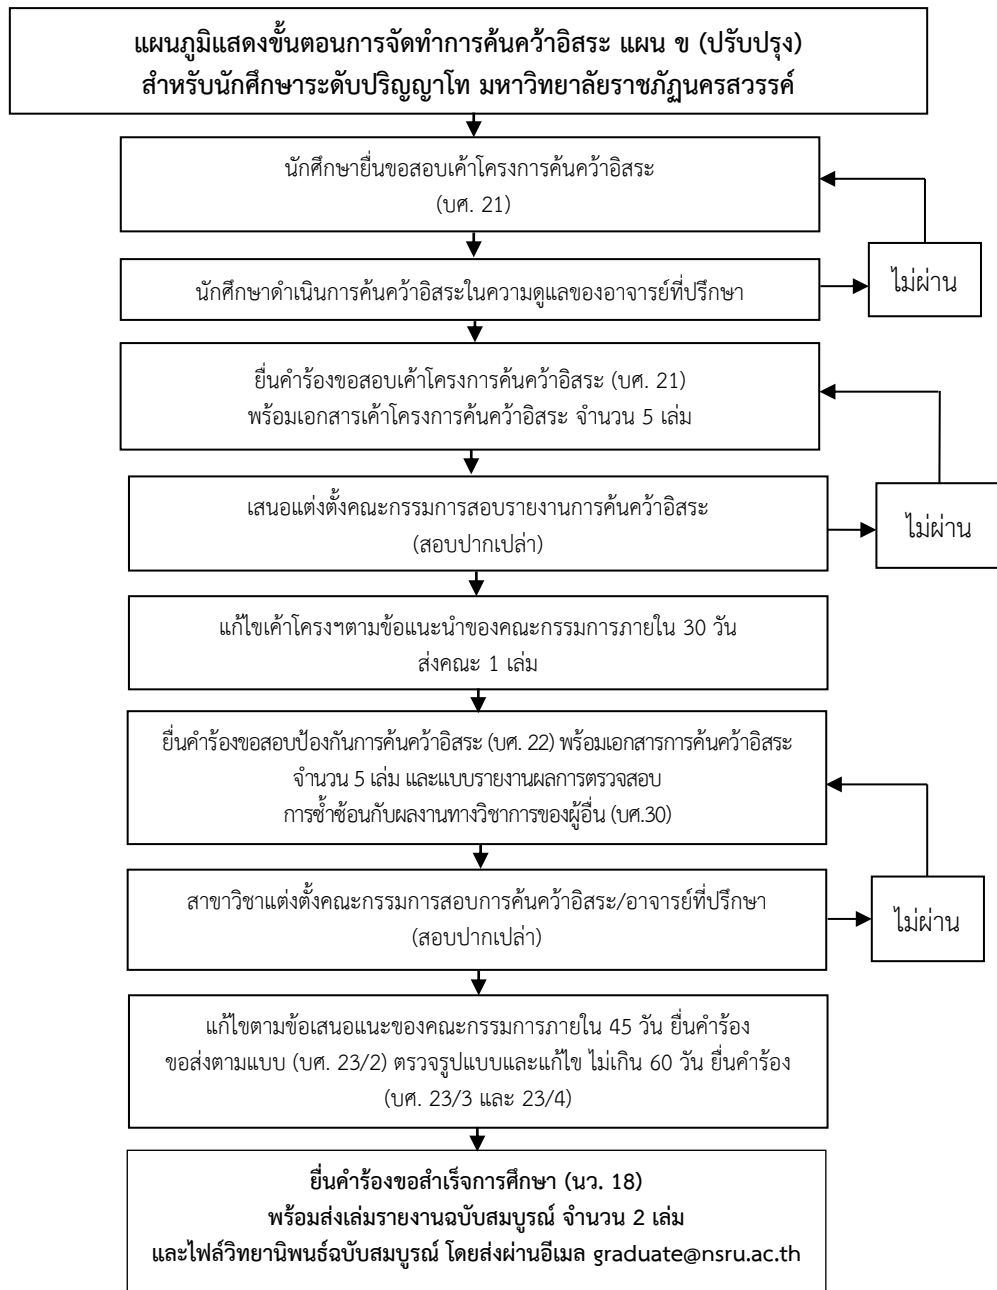 แผนภูมิแสดงขั้นตอนการจัดทำการค้นคว้าอิสระ แผน ข (ปรับปรุง)
สำหรับนักศึกษาระดับปริญญาโท มหาวิทยาลัยราชภัฏนครสวรรค์
นักศึกษายื่นขอสอบเค้าโครงการค้นคว้าอิสระ
(บศ. 21)
ไม่ผ่าน
นักศึกษาดำเนินการค้นคว้าอิสระในความดูแลของอาจารย์ที่ปรึกษา
ยื่นคำร้องขอสอบเค้าโครงการค้นคว้าอิสระ (บศ. 21)
พร้อมเอกสารเค้าโครงการค้นคว้าอิสระ จำนวน 5 เล่ม
เสนอแต่งตั้งคณะกรรมการสอบรายงานการค้นคว้าอิสระ
(สอบปากเปล่า)
ไม่ผ่าน
แก้ไขเค้าโครงฯตามข้อแนะนำของคณะกรรมการภายใน 30 วัน
ส่งคณะ 1 เล่ม
ยื่นคำร้องขอสอบป้องกันการค้นคว้าอิสระ (บศ. 22) พร้อมเอกสารการค้นคว้าอิสระ
จำนวน 5 เล่ม และแบบรายงานผลการตรวจสอบ
การซ้ำซ้อนกับผลงานทางวิชาการของผู้อื่น (บศ.30)
สาขาวิชาแต่งตั้งคณะกรรมการสอบการค้นคว้าอิสระ/อาจารย์ที่ปรึกษา
(สอบปากเปล่า)
ไม่ผ่าน
แก้ไขตามข้อเสนอแนะของคณะกรรมการภายใน 45 วัน ยื่นคำร้อง
ขอส่งตามแบบ (บศ. 23/2) ตรวจรูปแบบและแก้ไข ไม่เกิน 60 วัน ยื่นคำร้อง
(บศ. 23/3 และ 23/4)
ยื่นคำร้องขอสำเร็จการศึกษา (นว. 18)
พร้อมส่งเล่มรายงานฉบับสมบูรณ์ จำนวน 2 เล่ม
และไฟล์วิทยานิพนธ์ฉบับสมบูรณ์ โดยส่งผ่านอีเมล graduate@nsru.ac.th